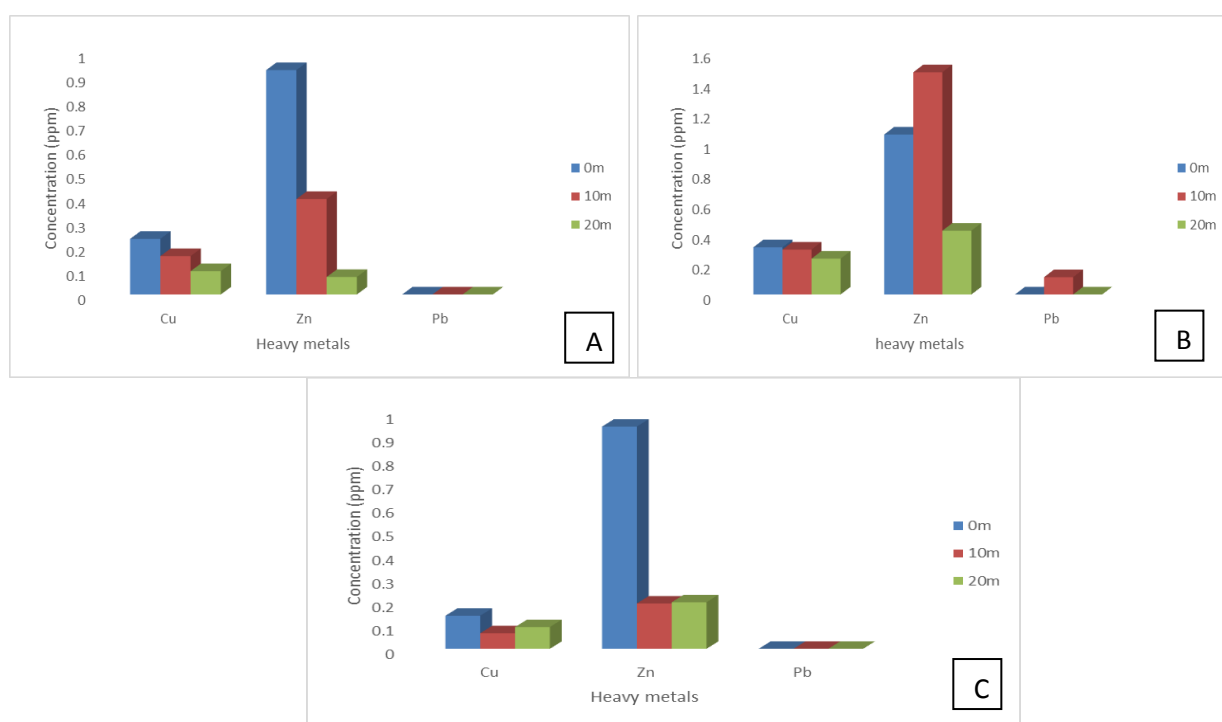 Concentration (ppm)
1
0.9
0.8
0.7
0.6
0.5
0.4
0.3
0.2
0.1
0
Cu Zn Pb
Heavy metals
0m
10m
20m
A
Concentration (ppm)
1.6
1.4
1.2
1
0.8
0.6
0.4
0.2
0
Cu Zn Pb
heavy metals
0m
10m
20m
B
Concentration (ppm)
1
0.9
0.8
0.7
0.6
0.5
0.4
0.3
0.2
0.1
0
Cu Zn Pb
Heavy metals
0m
10m
20m
C